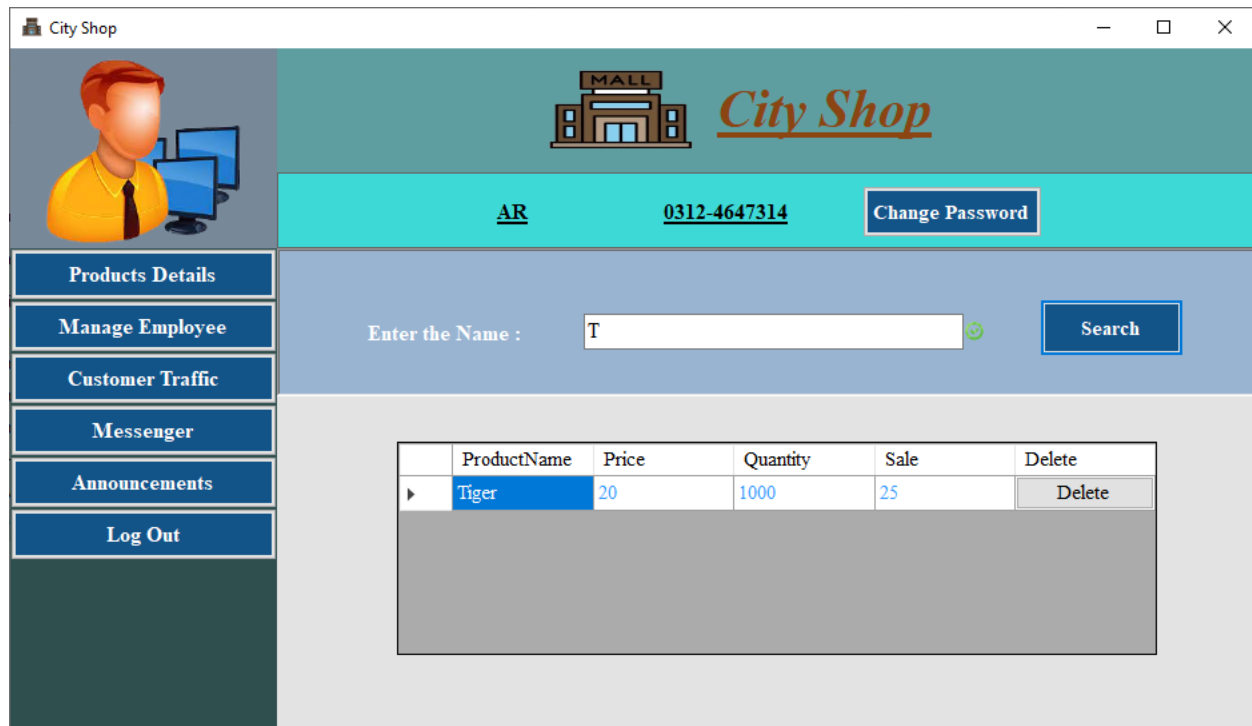 City Shop
MALL
City Shop
AR 0312-4647314 Change Password
Products Details
Manage Employee
Customer Traffic
Messenger
Announcements
Log Out
Enter the Name : T Search
ProductName Price Quantity Sale Delete
Tiger 20 1000 25 Delete